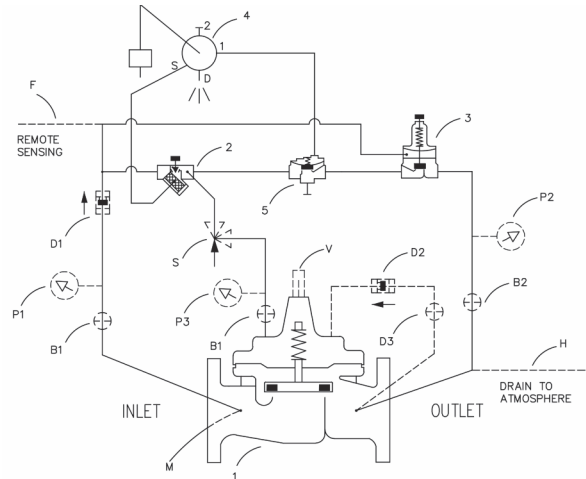 2
4
1
S
D
F
REMOTE
SENSING
3
2
5
D1
P2
S
V
D2
P1
P3
B2
B1
B1
D3
H
DRAIN TO
ATMOSPHERE
INLET
OUTLET
M
1